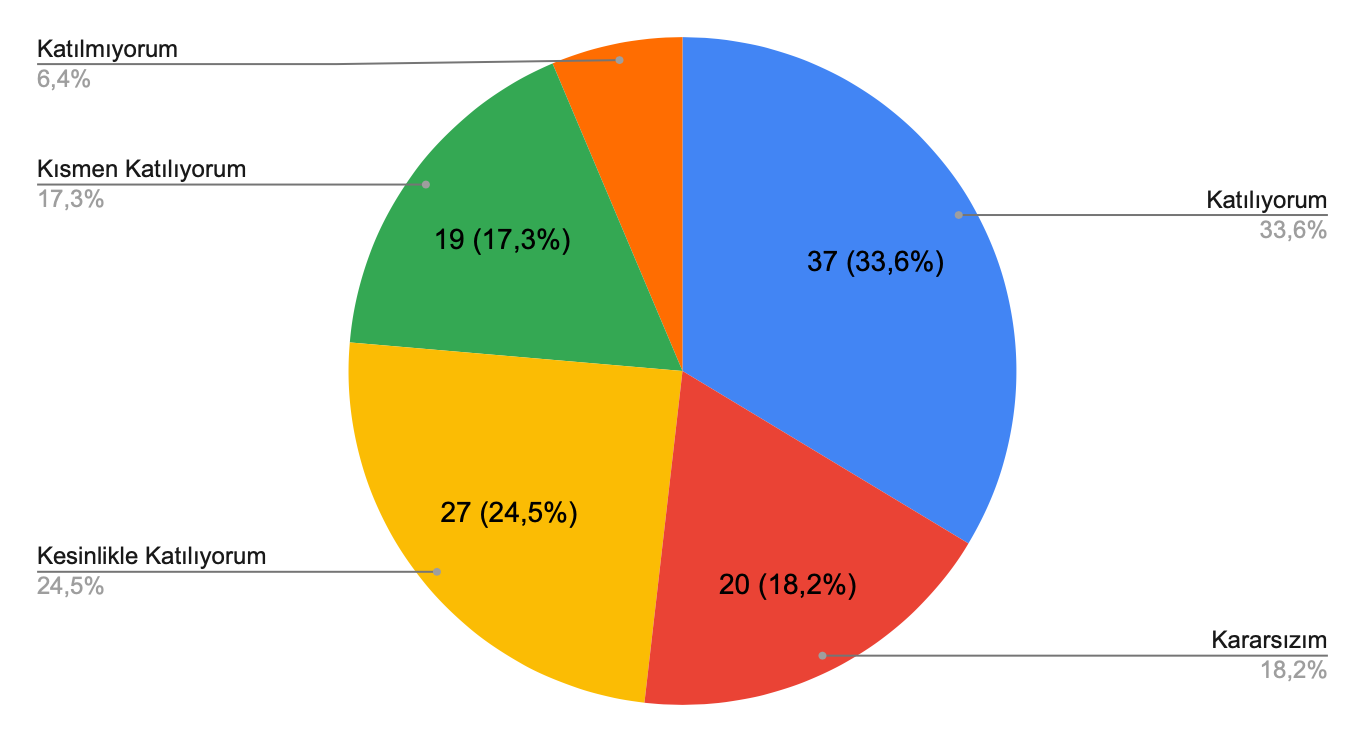 Katılmıyorum
6,4%
Kısmen Katılıyorum
17,3%
Katılıyorum
33,6%
19 (17,3%)
37 (33,6%)
27 (24,5%)
Kesinlikle Katılıyorum
24,5%
20 (18,2%)
Kararsızım
18,2%